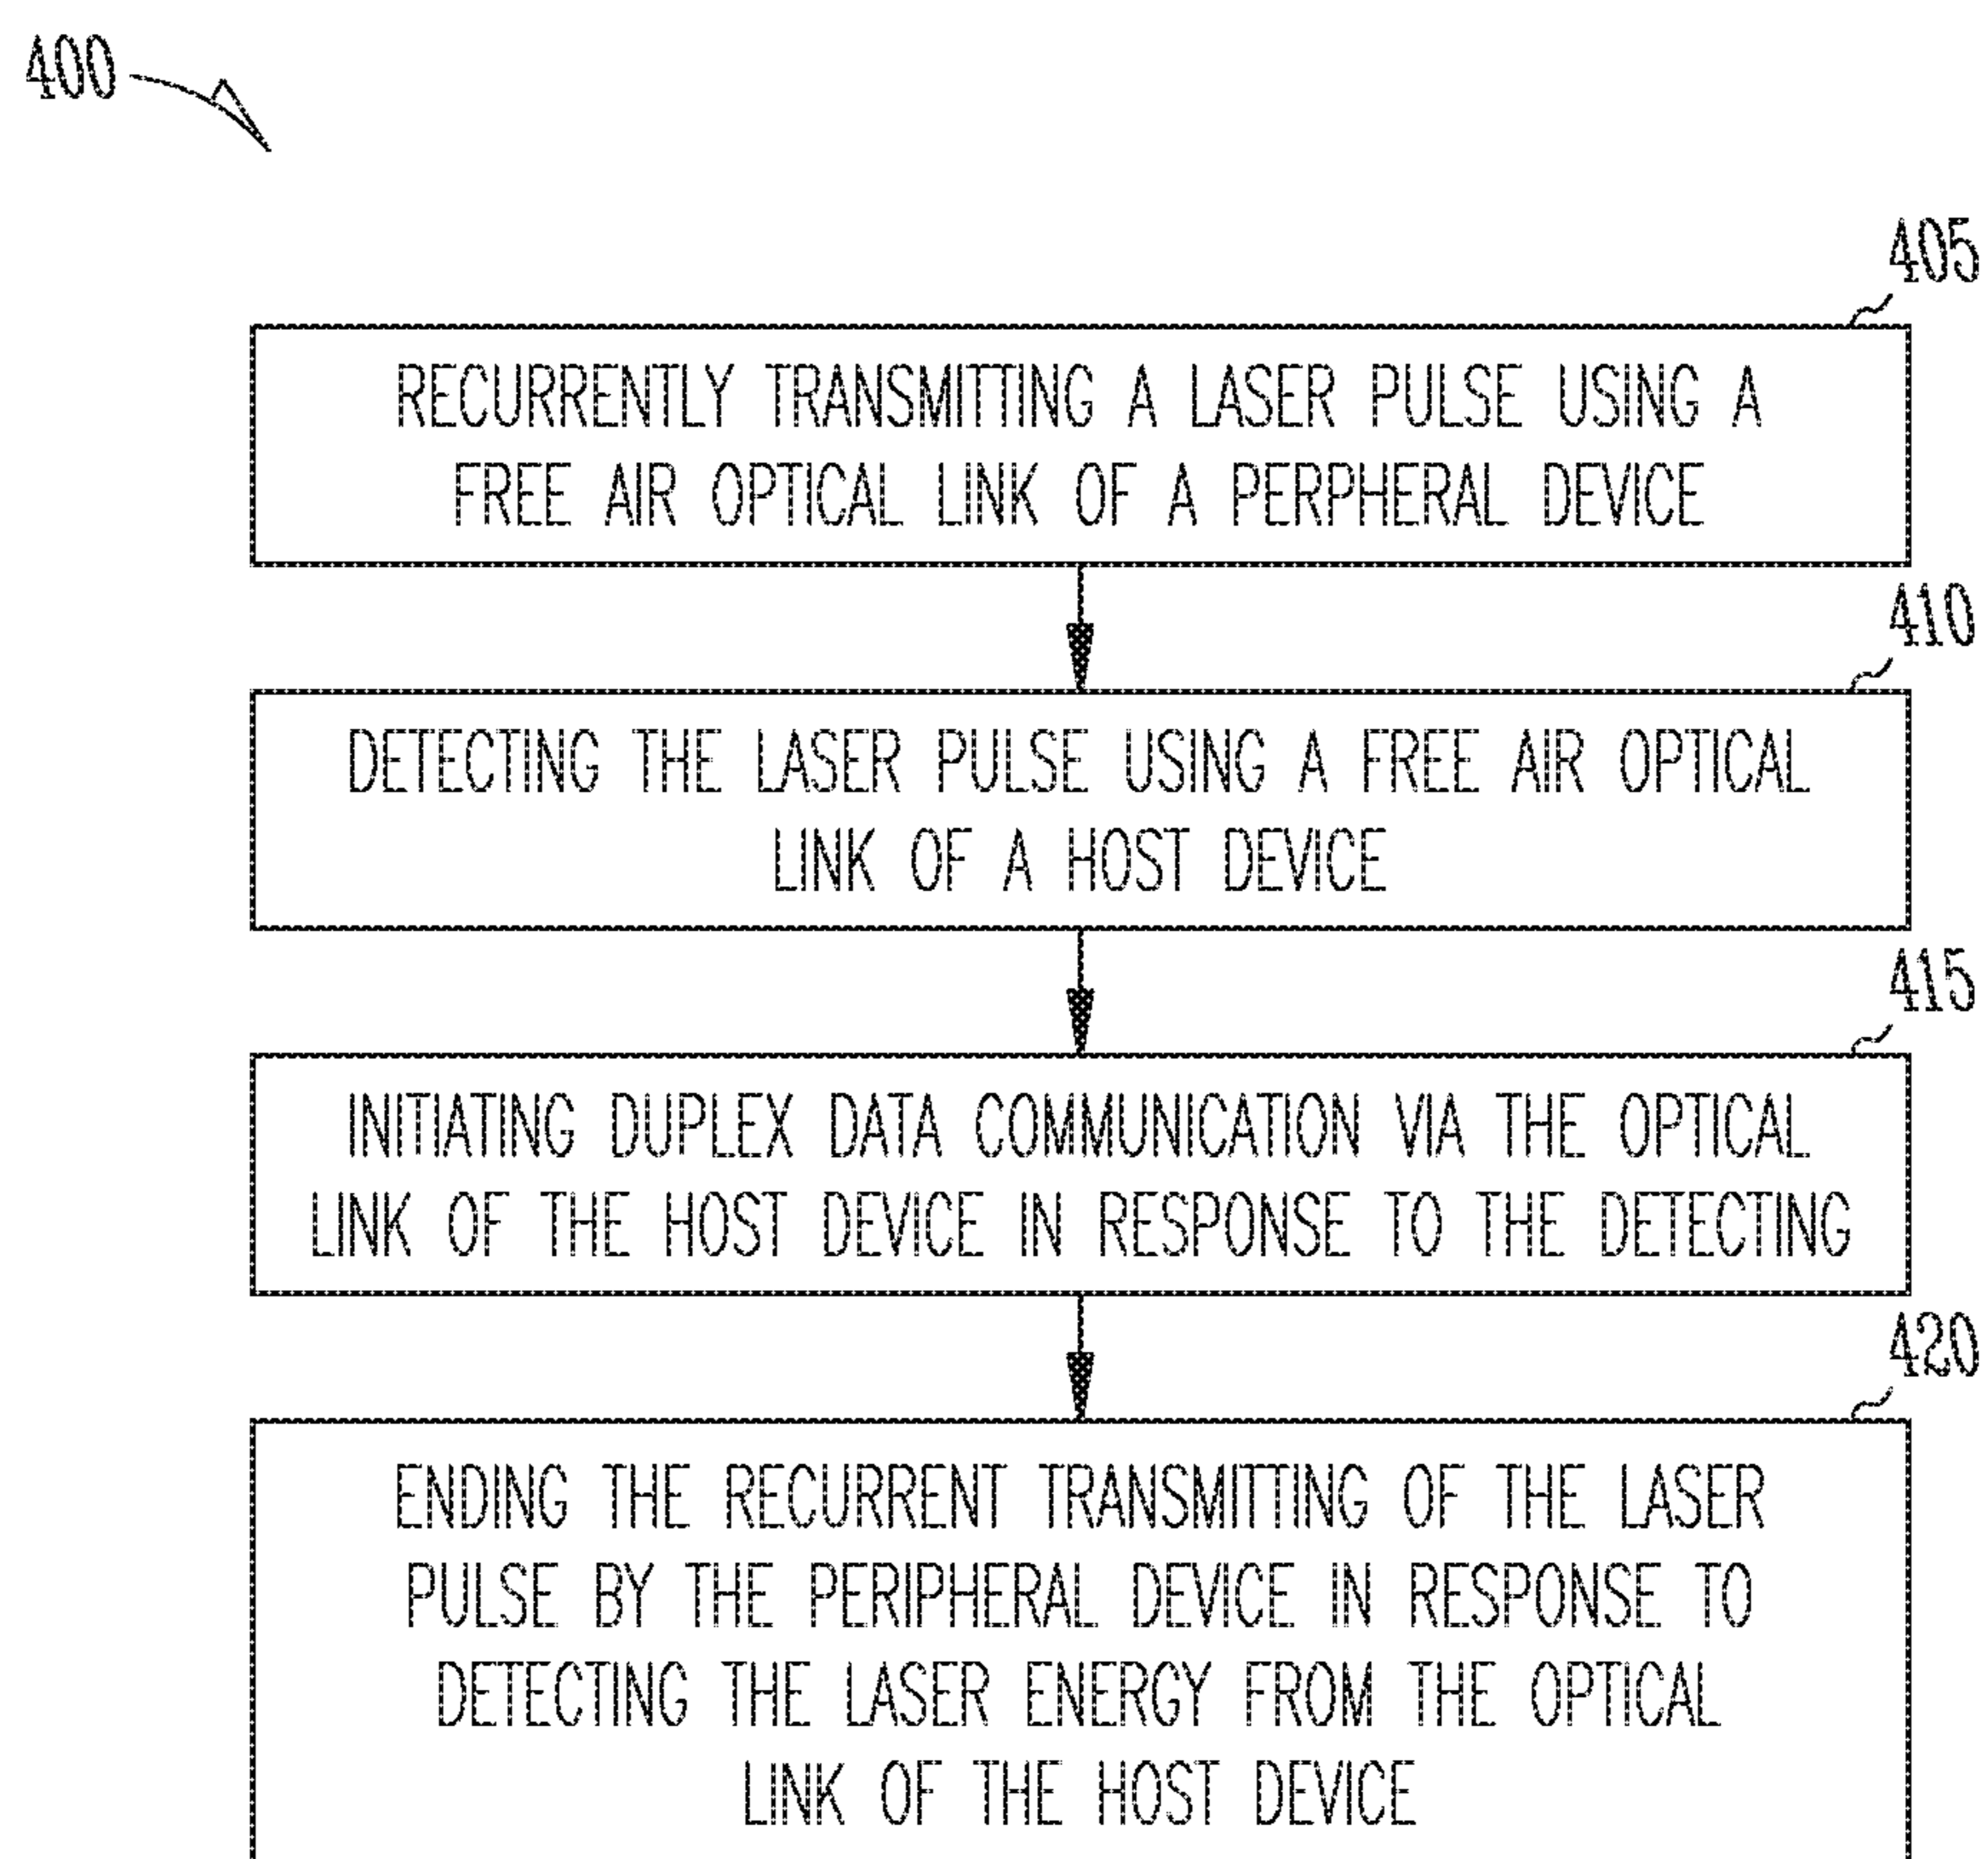 400
405
RECURRENTLY TRANSMITTING A LASER PULSE USING A
FREE AIR OPTICAL LINK OF A PERPHERAL DEVICE
410
DETECTING THE LASER PULSE USING A FREE AIR OPTICAL
LINK OF A HOST DEVICE
415
INITIATING DUPLEX DATA COMMUNICATION VIA THE OPTICAL
LINK OF THE HOST DEVICE IN RESPONSE TO THE DETECTING
420
ENDING THE RECURRENT TRANSMITTING OF THE LASER
PULSE BY THE PERIPHERAL DEVICE IN RESPONSE TO
DETECTING THE LASER ENERGY FROM THE OPTICAL
LINK OF THE HOST DEVICE